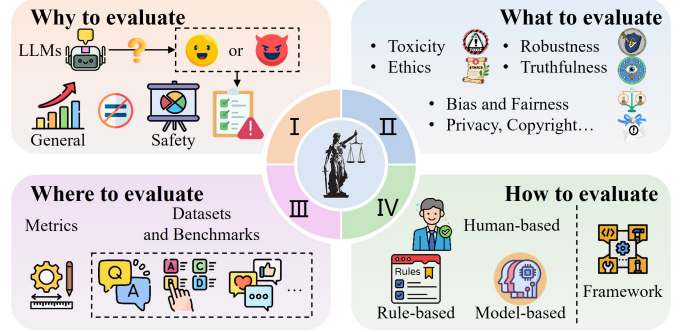 Why to evaluate
LLMs
?
or
General
Safety
What to evaluate
• Toxicity
• Robustness
• Ethics
• Truthfulness
• Bias and Fairness
• Privacy, Copyright…
ETHICS
I
II
III
IV
Where to evaluate
Metrics
Datasets
and Benchmarks
Q
A
A
C
B
D
...
How to evaluate
Human-based
Rules
Rule-based
Model-based
Framework